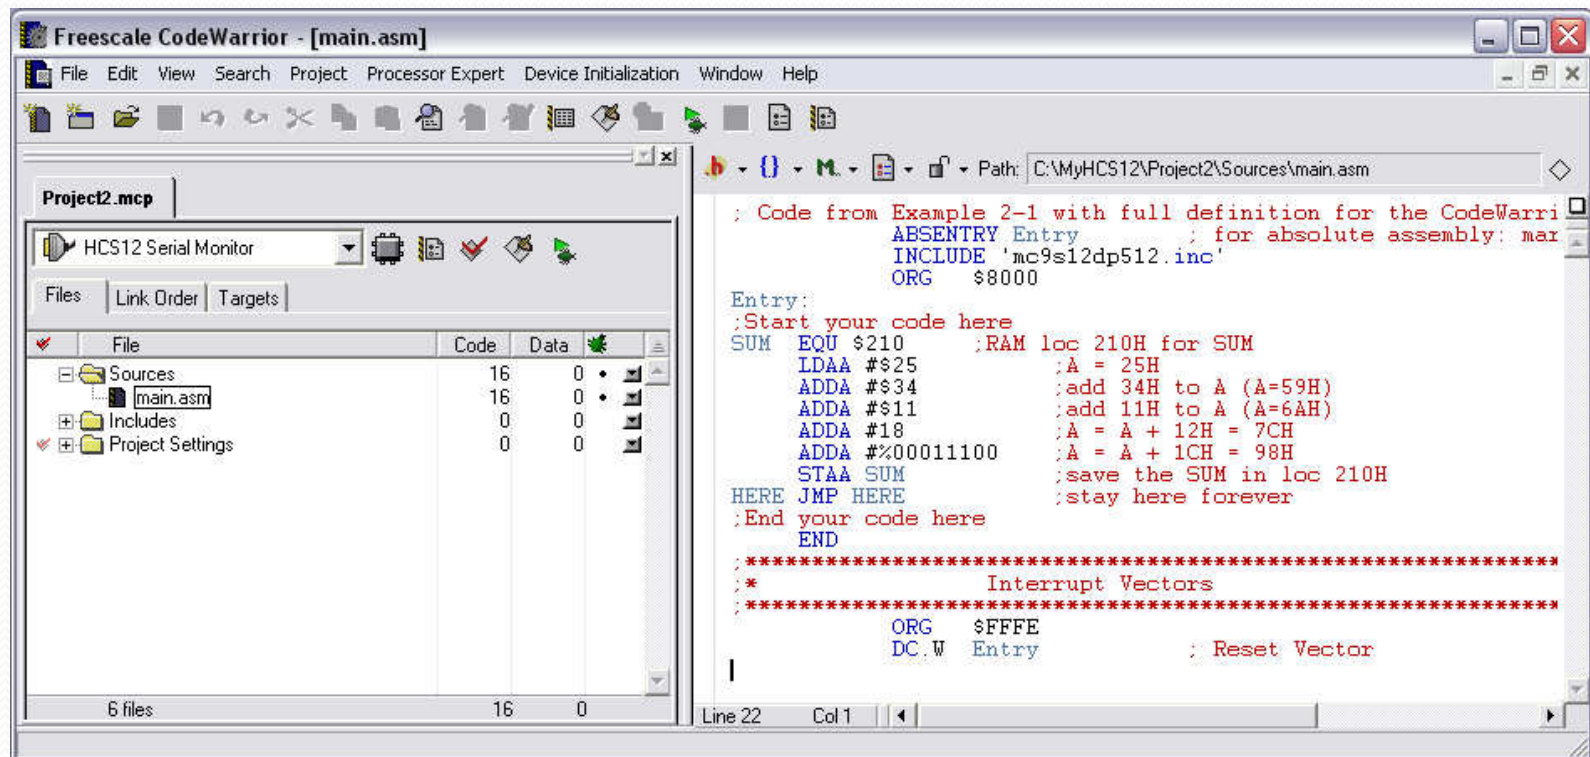 Freescale CodeWarrior - [main.asm]
File Edit View Search Project Processor Expert Device Initialization Window Help
Project2.mcp
HCS12 Serial Monitor
Files Link Order Targets
File Code Data
Sources 16 0
main.asm 16 0
Includes 0 0
Project Settings 0 0
6 files 16 0
Path: C:\MyHCS12\Project2\Sources\main.asm
; Code from Example 2-1 with full definition for the CodeWarri
ABSENTRY Entry ; for absolute assembly: mar
INCLUDE 'mc9s12dp512.inc'
ORG $8000
Entry:
;Start your code here
SUM EQU $210 ;RAM loc 210H for SUM
LDAA #$25 ;A = 25H
ADDA #$34 ;add 34H to A (A=59H)
ADDA #$11 ;add 11H to A (A=6AH)
ADDA #18 ;A = A + 12H = 7CH
ADDA #%00011100 ;A = A + 1CH = 98H
STAA SUM ;save the SUM in loc 210H
HERE JMP HERE ;stay here forever
;End your code here
END
;*************************************************************
;* Interrupt Vectors
;*************************************************************
ORG $FFFE
DC.W Entry ; Reset Vector
Line 22 Col 1